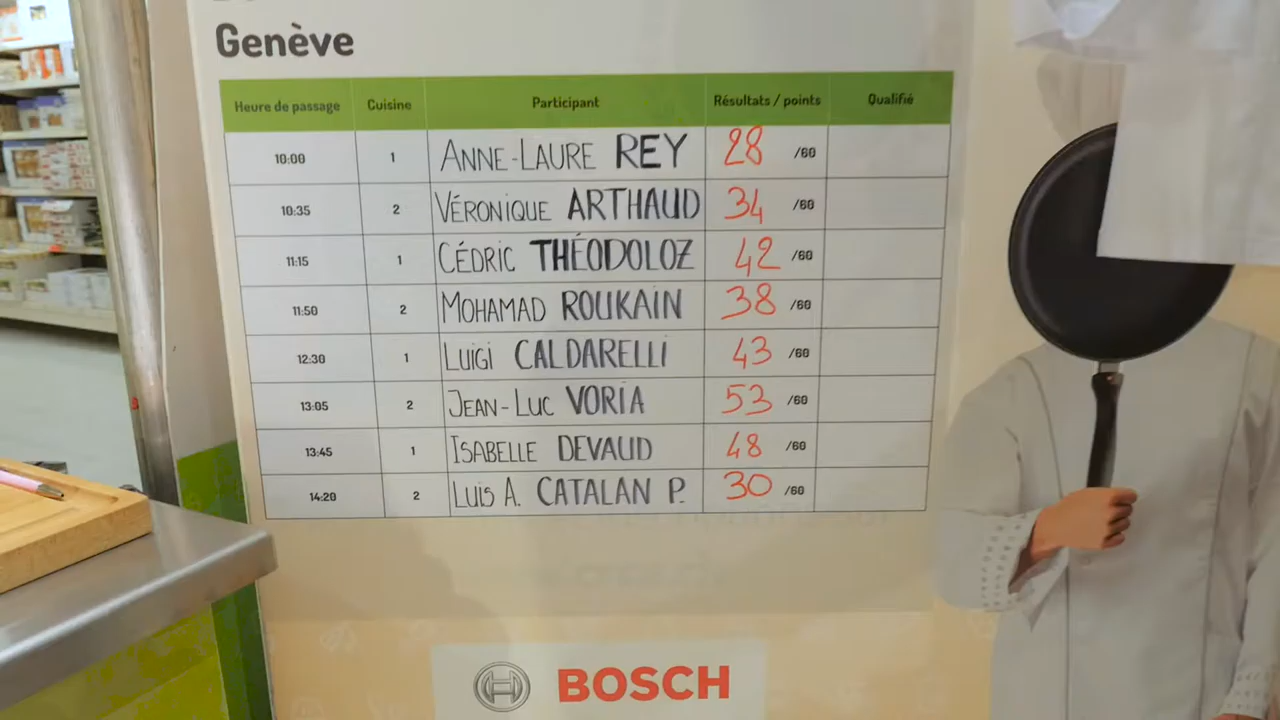 Genève
Heure de passage Cuisine Participant Résultats / points Qualifié
10:00 1 ANNE-LAURE REY 28 /60
10:35 2 VÉRONIQUE ARTHAUD 34 /60
11:15 1 CÉDRIC THÉODOLOZ 42 /60
11:50 2 MOHAMAD ROUKAIN 38 /60
12:30 1 LUIGI CALDARELLI 43 /60
13:05 2 JEAN-LUC VORIA 53 /60
13:45 1 ISABELLE DEVAUD 48 /60
14:20 2 LUIS A. CATALAN P. 30 /60
BOSCH